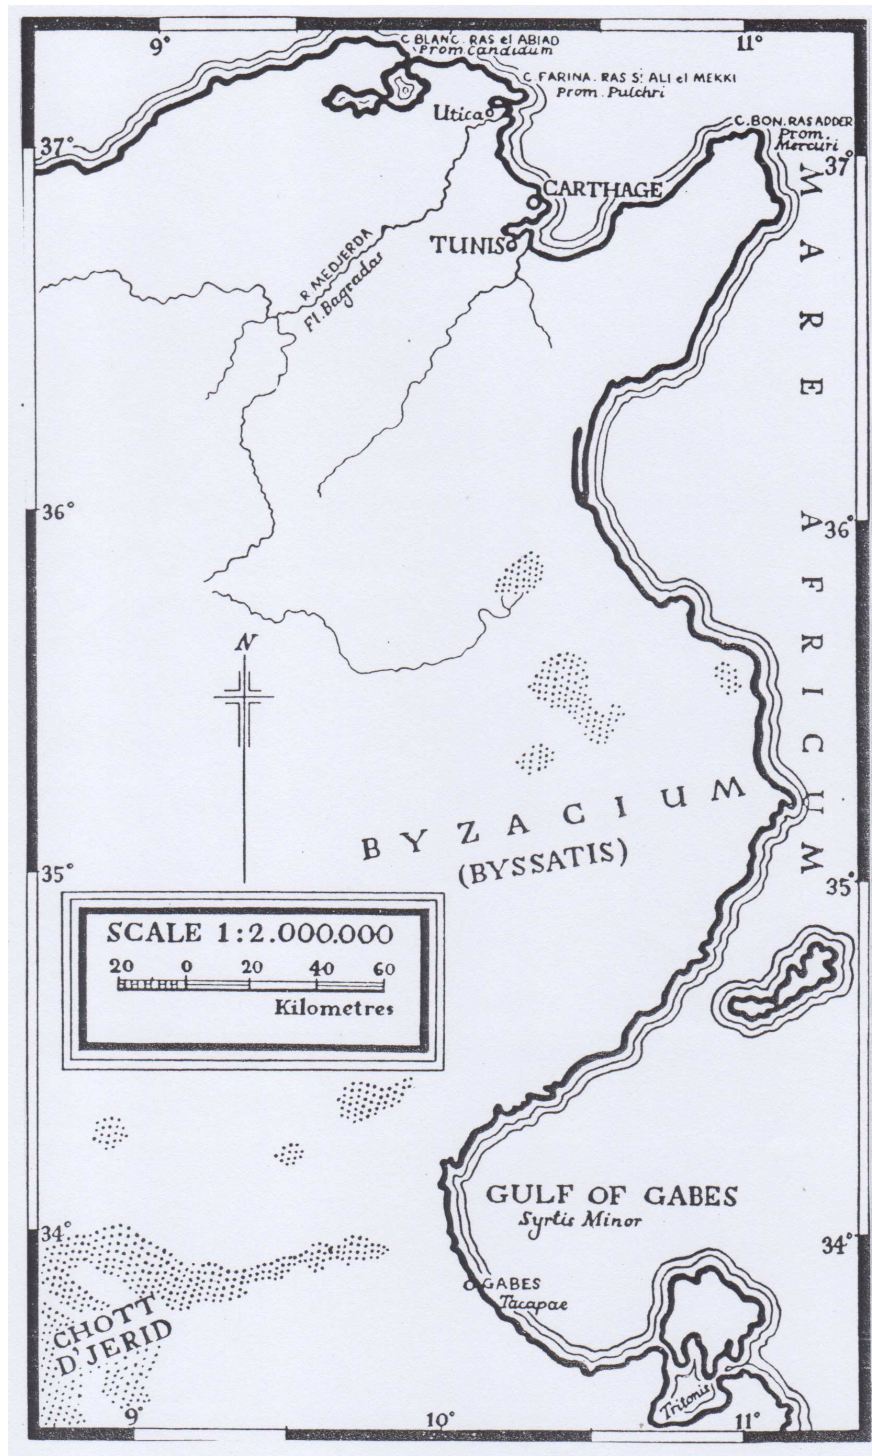 9°
11°
C. BLANC. RAS el ABIAD
Prom. Candidum
C. FARINA. RAS Sᵗ ALI el MEKKI
Prom. Pulchri
Utica
C. BON. RAS ADDER
Prom.
Mercuri
37°
37°
CARTHAGE
TUNIS
R. MEDJERDA
Fl. Bagradas
MARE AFRICUM
36°
36°
N
BYZACIUM
(BYSSATIS)
35°
35°
SCALE 1:2.000.000
20 0 20 40 60
Kilometres
GULF OF GABES
Syrtis Minor
34°
34°
GABES
Tacapae
CHOTT
D'JERID
Tritonis
9°
10°
11°